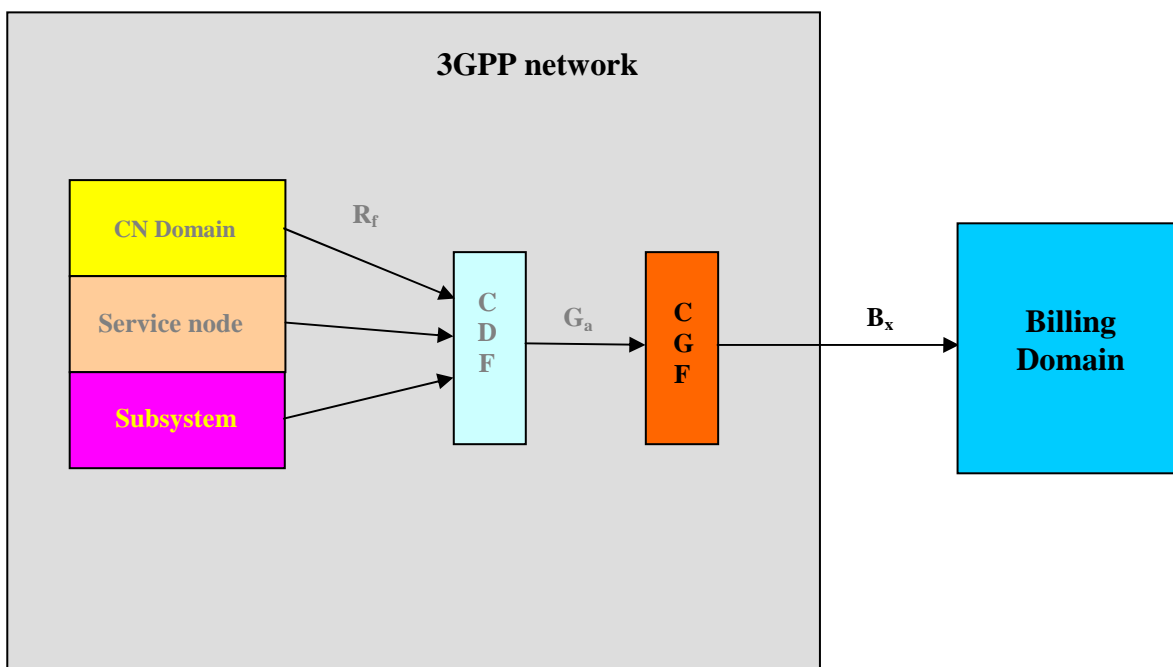 3GPP network
CN Domain
Service node
Subsystem
Rf
C
D
F
Ga
C
G
F
Bx
Billing
Domain